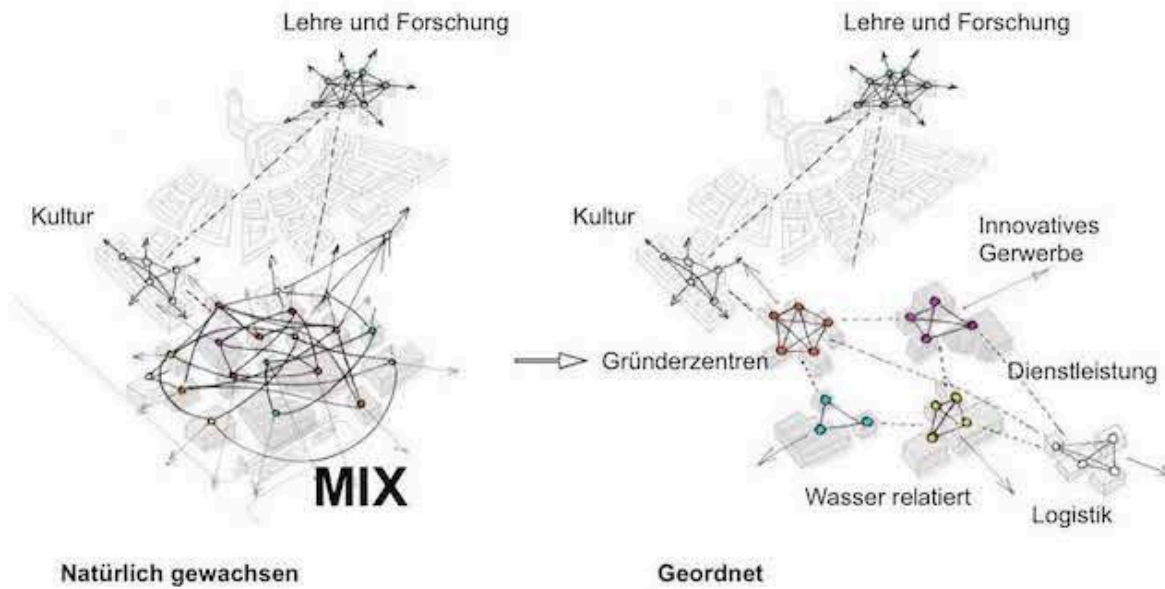 Lehre und Forschung
Kultur
MIX
Natürlich gewachsen
Lehre und Forschung
Kultur
Innovatives
Gerwerbe
Gründerzentren
Dienstleistung
Wasser relatiert
Logistik
Geordnet